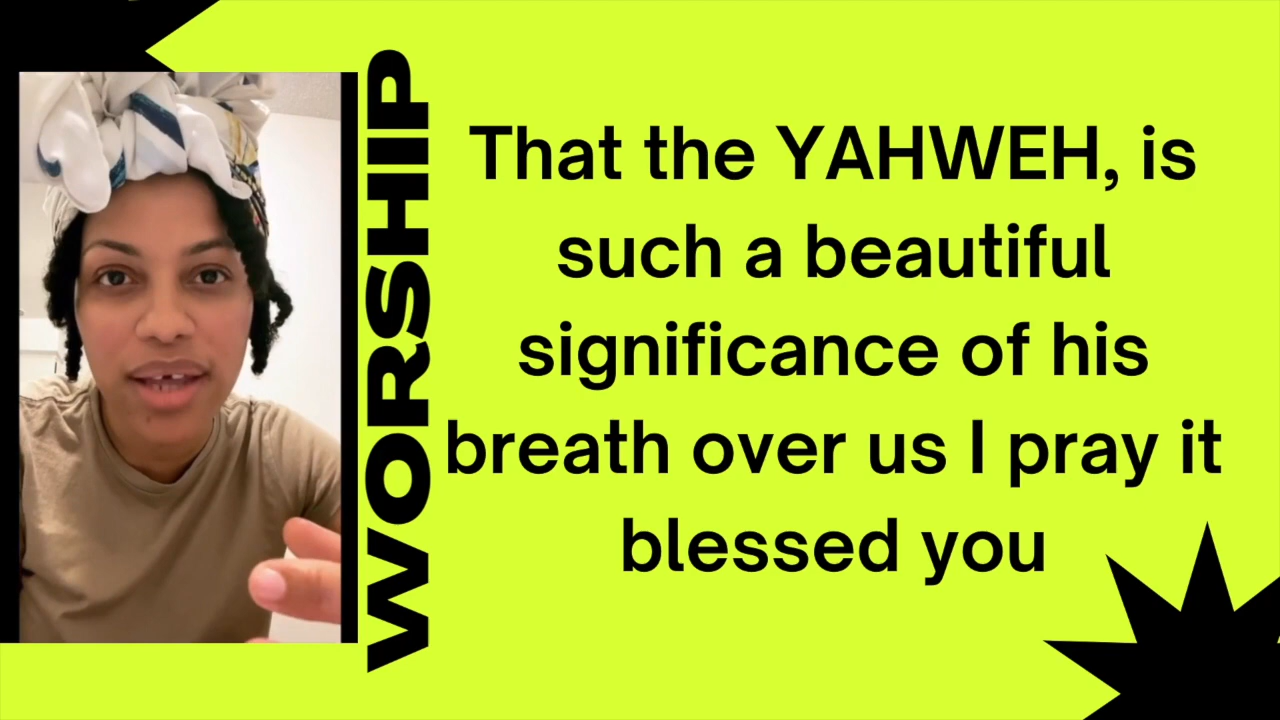 WORSHIP
That the YAHWEH, is
such a beautiful
significance of his
breath over us I pray it
blessed you